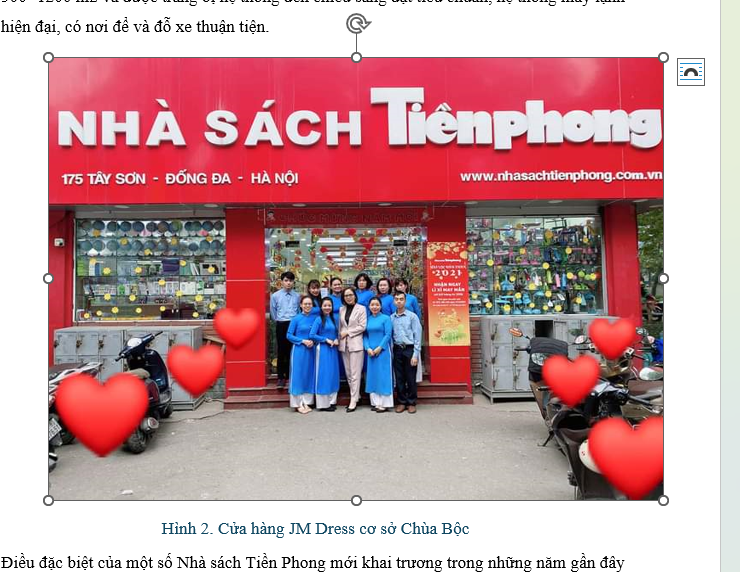 hiện đại, có nơi để và đỗ xe thuận tiện.
NHÀ SÁCH Tiềnphong
175 TÂY SƠN - ĐỐNG ĐA - HÀ NỘI
www.nhasachtienphong.com.vn
2021
NHẬN NGAY
LÌ XÌ MAY MẮN
Hình 2. Cửa hàng JM Dress cơ sở Chùa Bộc
Điều đặc biệt của một số Nhà sách Tiền Phong mới khai trương trong những năm gần đây